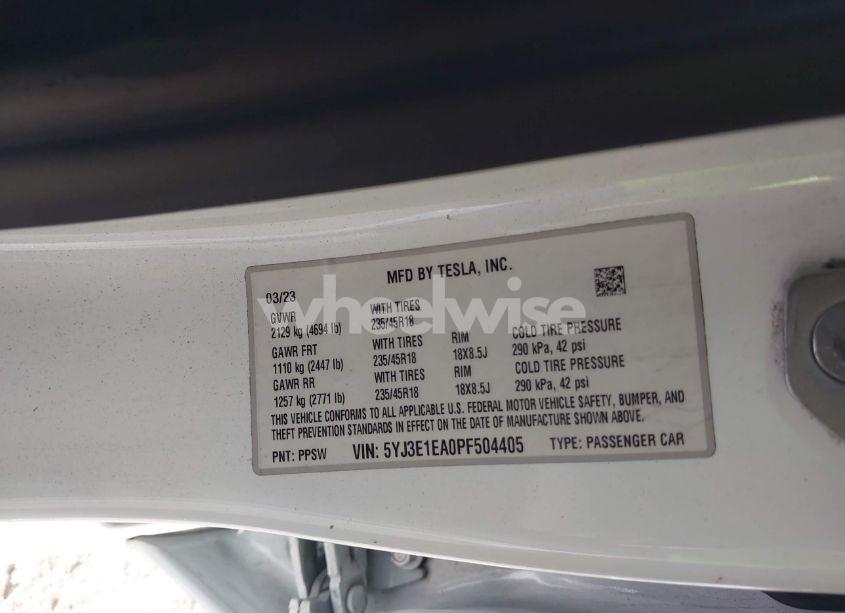 MFD BY TESLA, INC.
03/23
GVWR WITH TIRES
2129 kg (4694 lb) 235/45R18
GAWR FRT WITH TIRES RIM COLD TIRE PRESSURE
1110 kg (2447 lb) 235/45R18 18X8.5J 290 kPa, 42 psi
GAWR RR WITH TIRES RIM COLD TIRE PRESSURE
1257 kg (2771 lb) 235/45R18 18X8.5J 290 kPa, 42 psi
THIS VEHICLE CONFORMS TO ALL APPLICABLE U.S. FEDERAL MOTOR VEHICLE SAFETY, BUMPER, AND
THEFT PREVENTION STANDARDS IN EFFECT ON THE DATE OF MANUFACTURE SHOWN ABOVE.
PNT: PPSW VIN: 5YJ3E1EA0PF504405 TYPE: PASSENGER CAR
wheelwise